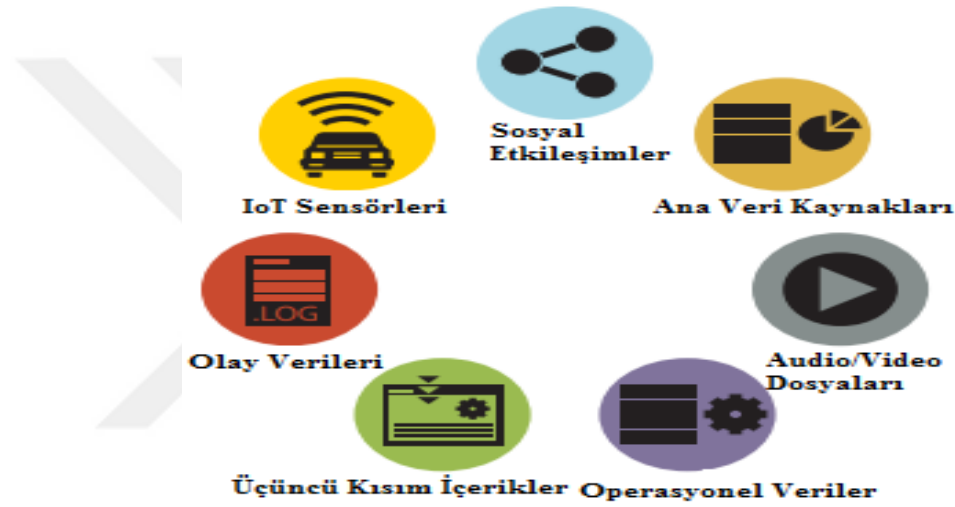 Sosyal
Etkileşimler
IoT Sensörleri
Ana Veri Kaynakları
.LOG
Olay Verileri
Audio/Video
Dosyaları
Üçüncü Kısım İçerikler
Operasyonel Veriler